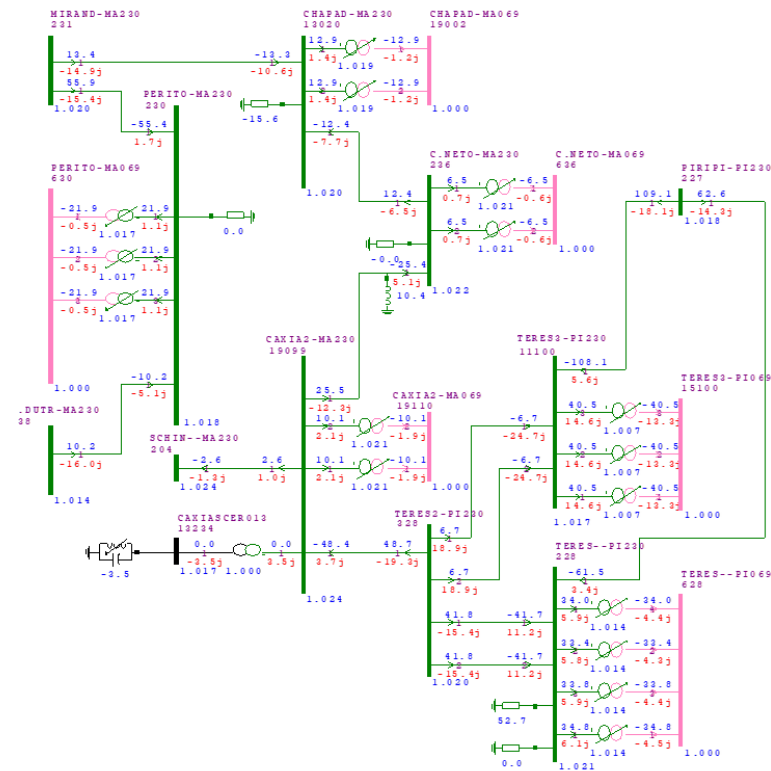 MIRAND-MA230
231
13.4
-14.9j
55.9
-15.4j
1.020
-13.3
-10.6j
CHAPAD-MA230
13020
12.9
1.4j
1.019
-12.9
-1.2j
12.9
1.4j
1.019
-12.9
-1.2j
-15.6
-12.4
-7.7j
1.020
CHAPAD-MA069
19002
1.000
PERITO-MA230
230
-55.4
1.7j
PERITO-MA069
630
-21.9
-0.5j
1.017
21.9
1.1j
-21.9
-0.5j
1.017
21.9
1.1j
-21.9
-0.5j
1.017
21.9
1.1j
0.0
-10.2
-5.1j
1.000
1.018
.DUTR-MA230
38
10.2
-16.0j
1.014
C.NETO-MA230
236
12.4
-6.5j
6.5
0.7j
1.021
-6.5
-0.6j
6.5
0.7j
1.021
-6.5
-0.6j
-0.0
-25.4
5.1j
10.4
1.022
C.NETO-MA069
636
1.000
PIRIPI-PI230
227
109.1
-18.1j
62.6
-14.3j
1.018
CAXIA2-MA230
19099
25.5
-12.3j
10.1
2.1j
1.021
-10.1
-1.9j
10.1
2.1j
1.021
-10.1
-1.9j
2.6
1.0j
0.0
3.5j
-48.4
3.7j
1.024
CAXIA2-MA069
19110
1.000
SCHIN--MA230
204
-2.6
-1.3j
1.024
CAXIASCER013
13234
0.0
-3.5j
1.017
1.000
-3.5
TERES3-PI230
11100
-108.1
5.6j
-6.7
-24.7j
-6.7
-24.7j
40.5
14.6j
1.007
-40.5
-13.3j
40.5
14.6j
1.007
-40.5
-13.3j
40.5
14.6j
-40.5
-13.3j
1.017
TERES3-PI069
15100
1.000
TERES2-PI230
328
48.7
-19.3j
6.7
18.9j
6.7
18.9j
41.8
-15.4j
41.8
-15.4j
1.020
TERES--PI230
228
-61.5
3.4j
-41.7
11.2j
-41.7
11.2j
34.0
5.9j
1.014
-34.0
-4.4j
33.4
5.8j
1.014
-33.4
-4.3j
33.8
5.9j
1.014
-33.8
-4.4j
34.8
6.1j
1.014
-34.8
-4.5j
52.7
0.0
1.021
TERES--PI069
628
1.000